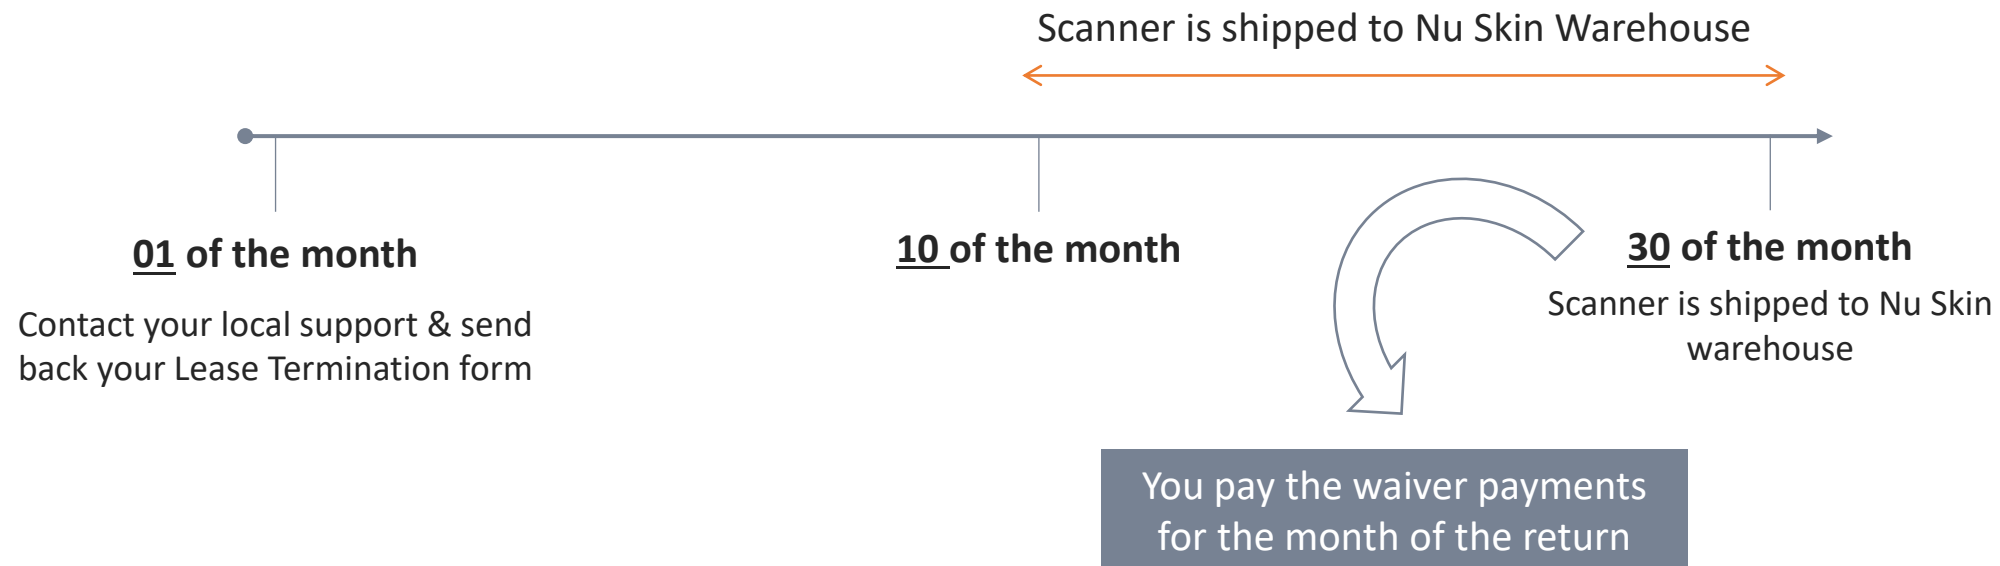 Scanner is shipped to Nu Skin Warehouse
01 of the month
Contact your local support & send
back your Lease Termination form
10 of the month
30 of the month
Scanner is shipped to Nu Skin
warehouse
You pay the waiver payments
for the month of the return